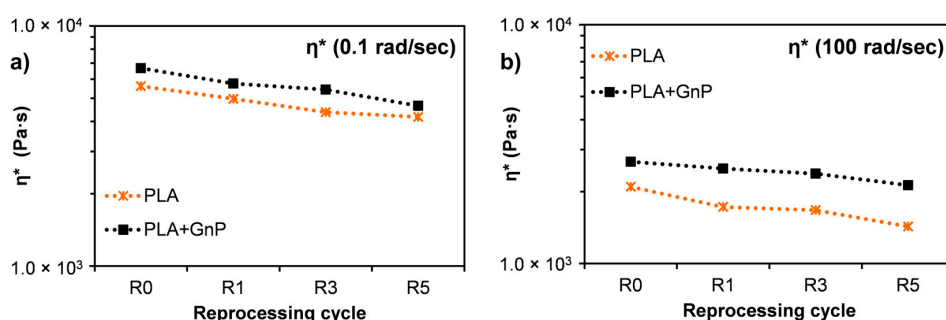 a)
1.0 × 10⁴
η* (0.1 rad/sec)
η* (Pa·s)
PLA
PLA+GnP
1.0 × 10³
R0 R1 R3 R5
Reprocessing cycle
b)
1.0 × 10⁴
η* (100 rad/sec)
PLA
PLA+GnP
η* (Pa·s)
1.0 × 10³
R0 R1 R3 R5
Reprocessing cycle